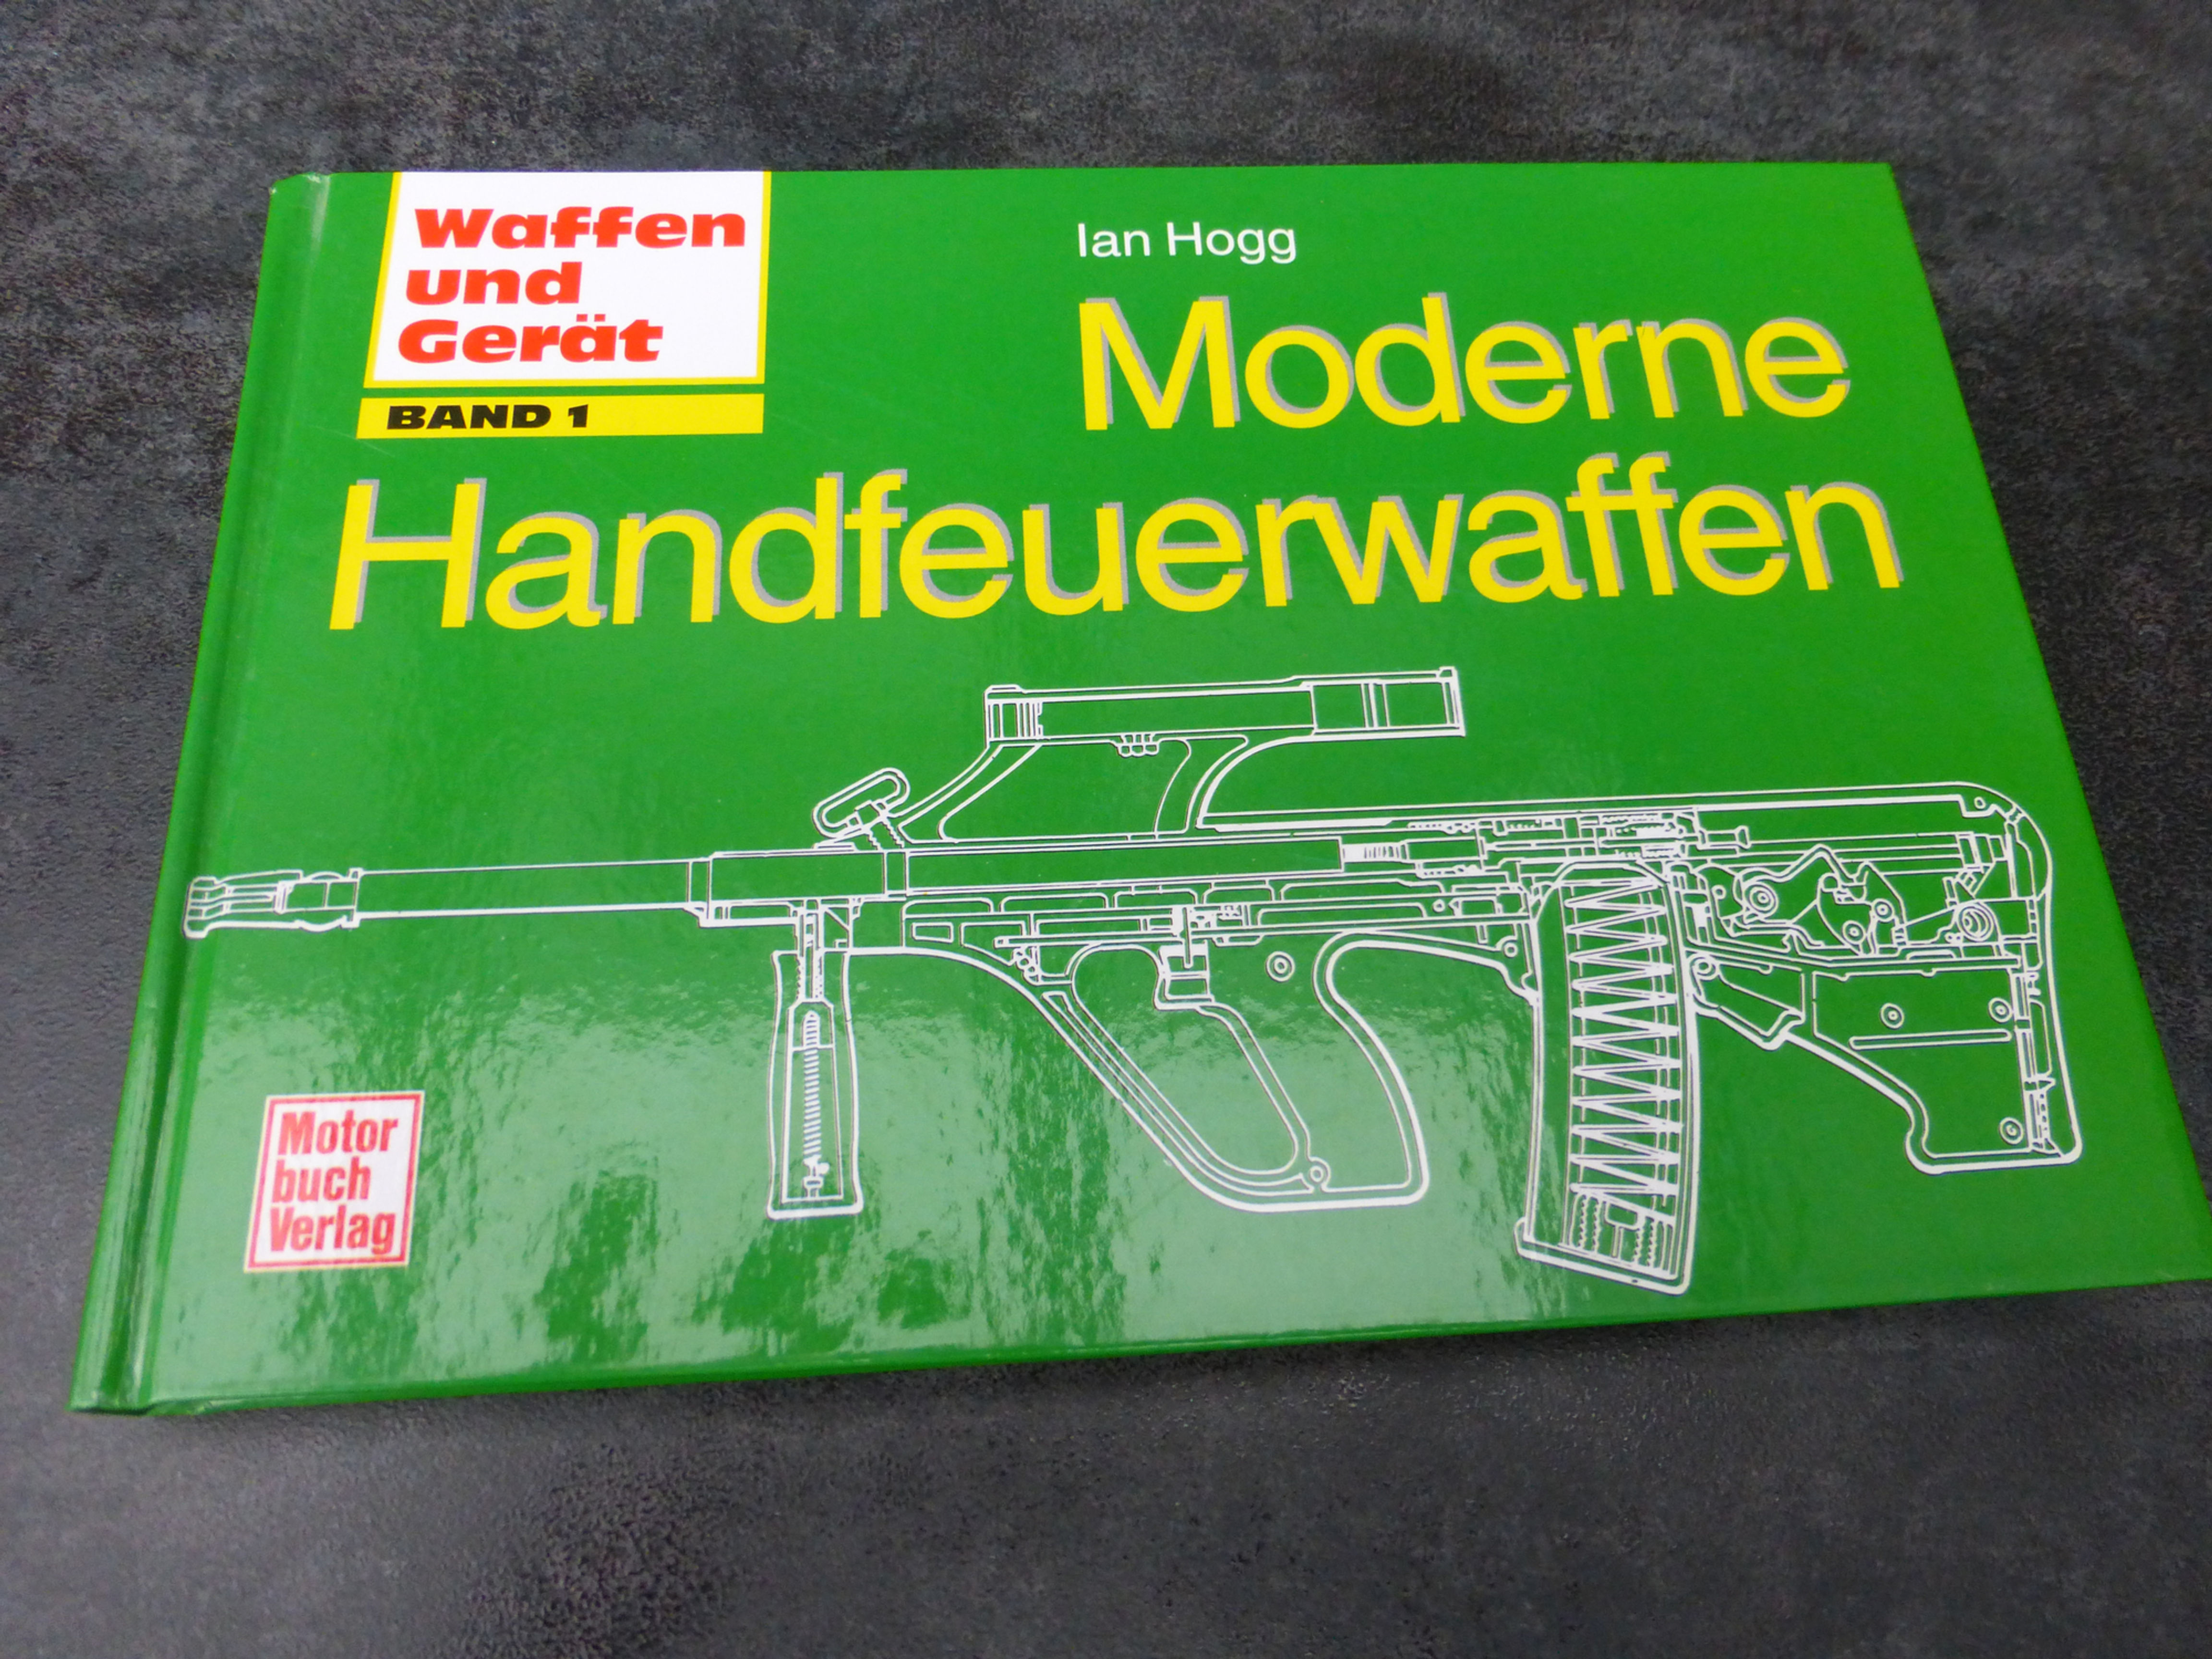 Waffen
und
Gerät
BAND 1
Ian Hogg
Moderne
Handfeuerwaffen
Motor
buch
Verlag